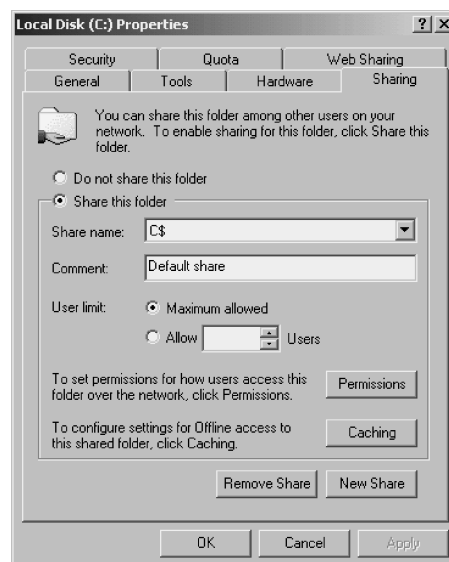 Local Disk (C:) Properties
Security Quota Web Sharing
General Tools Hardware Sharing
You can share this folder among other users on your
network. To enable sharing for this folder, click Share this
folder.
Do not share this folder
Share this folder
Share name: C$
Comment: Default share
User limit: Maximum allowed
Allow Users
To set permissions for how users access this
folder over the network, click Permissions.
Permissions
To configure settings for Offline access to
this shared folder, click Caching.
Caching
Remove Share New Share
OK Cancel Apply